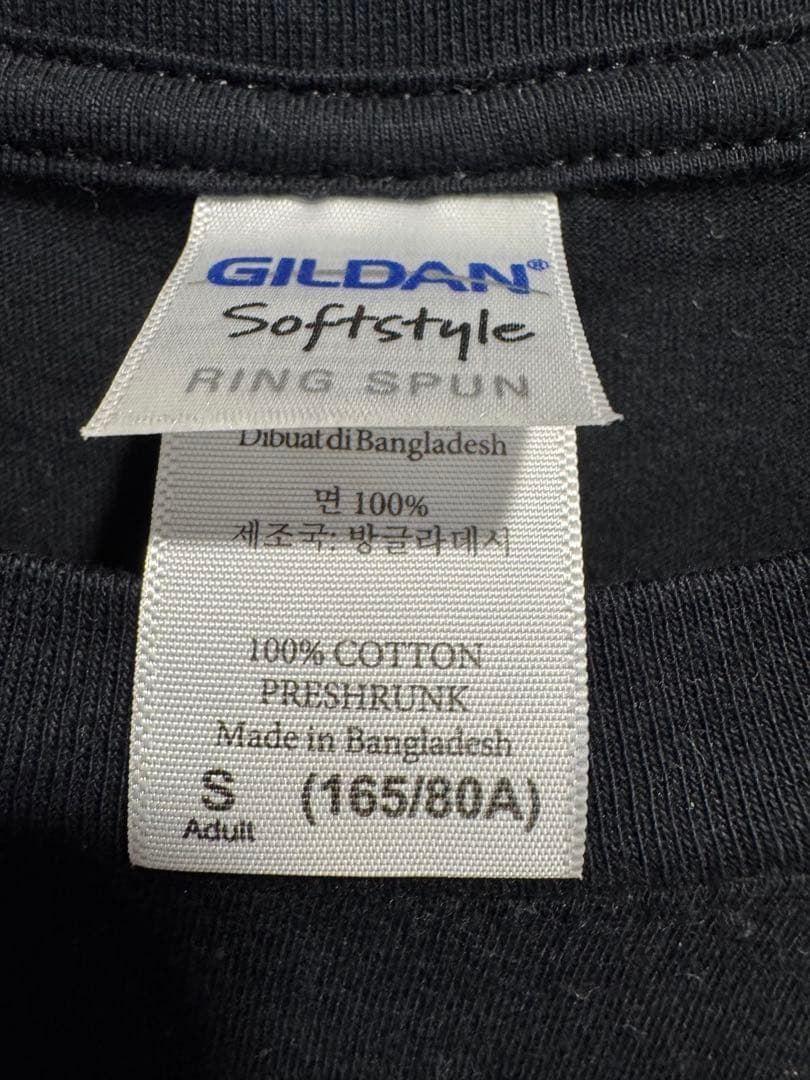 GILDAN®
Softstyle
RING SPUN
Dibuat di Bangladesh
면 100%
제조국: 방글라데시
100% COTTON
PRESHRUNK
Made in Bangladesh
S (165/80A)
Adult